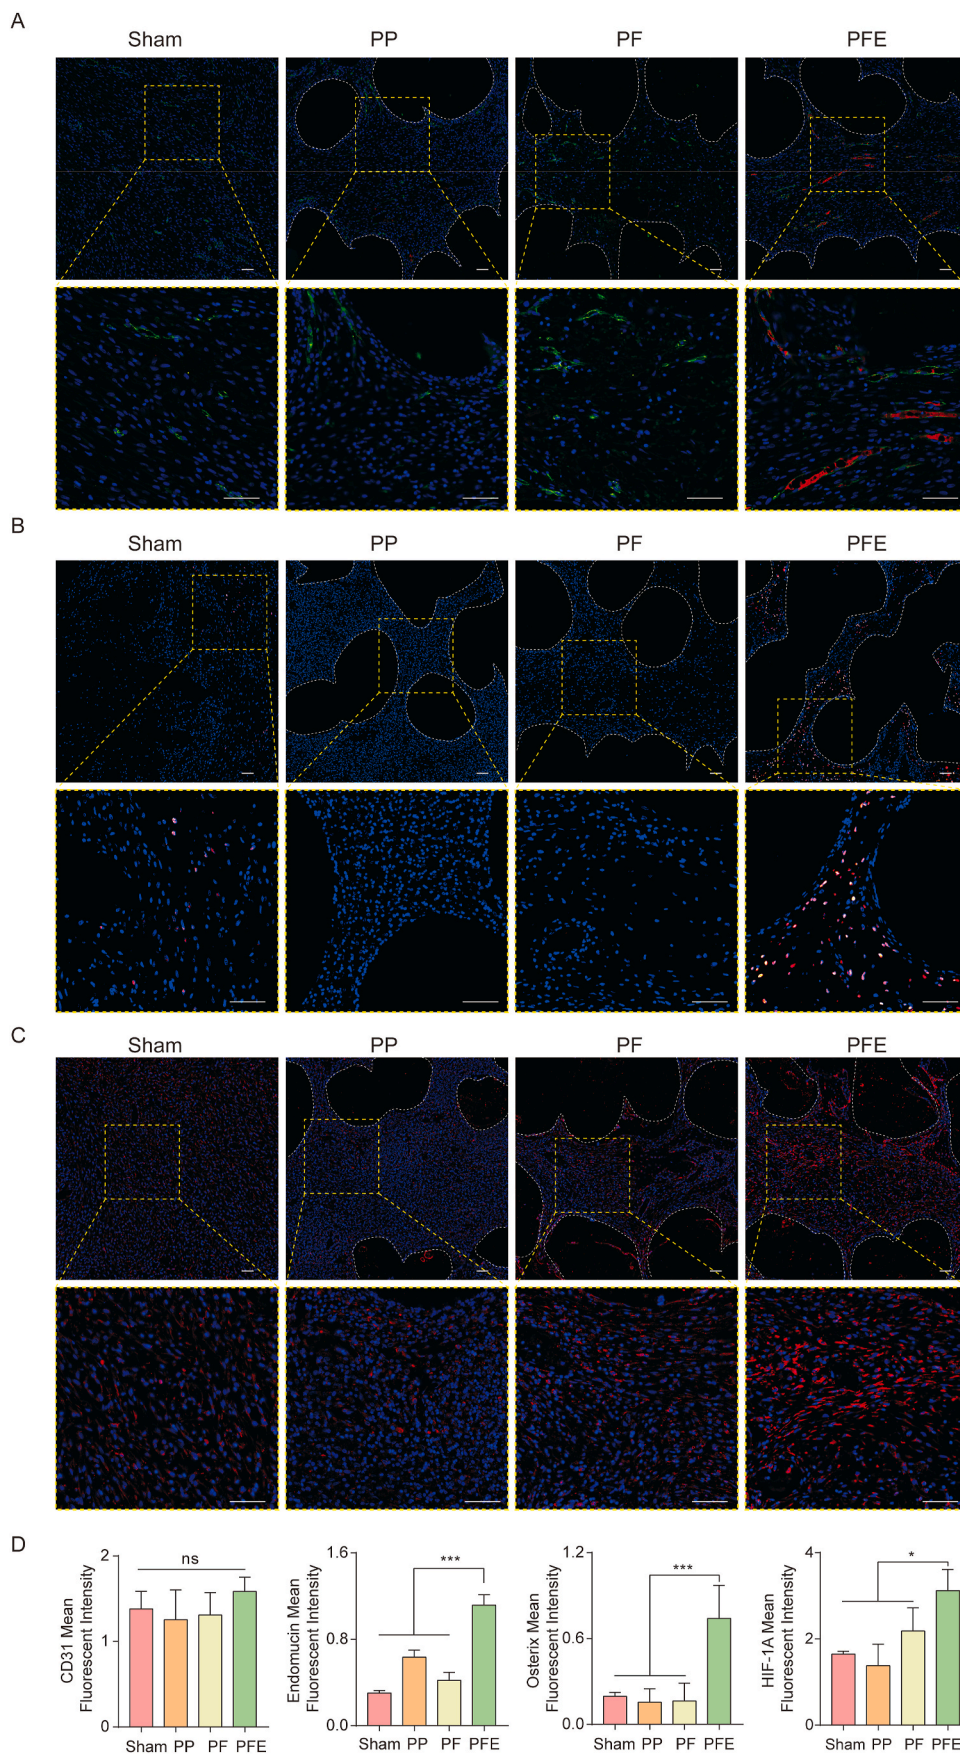 A
Sham PP PF PFE
B
Sham PP PF PFE
C
Sham PP PF PFE
D
CD31 Mean
Fluorescent Intensity
2
1
0
ns
Sham PP PF PFE
Endomucin Mean
Fluorescent Intensity
1.6
0.8
0.0
***
Sham PP PF PFE
Osterix Mean
Fluorescent Intensity
1.2
0.6
0.0
***
Sham PP PF PFE
HIF-1A Mean
Fluorescent Intensity
4
2
0
*
Sham PP PF PFE